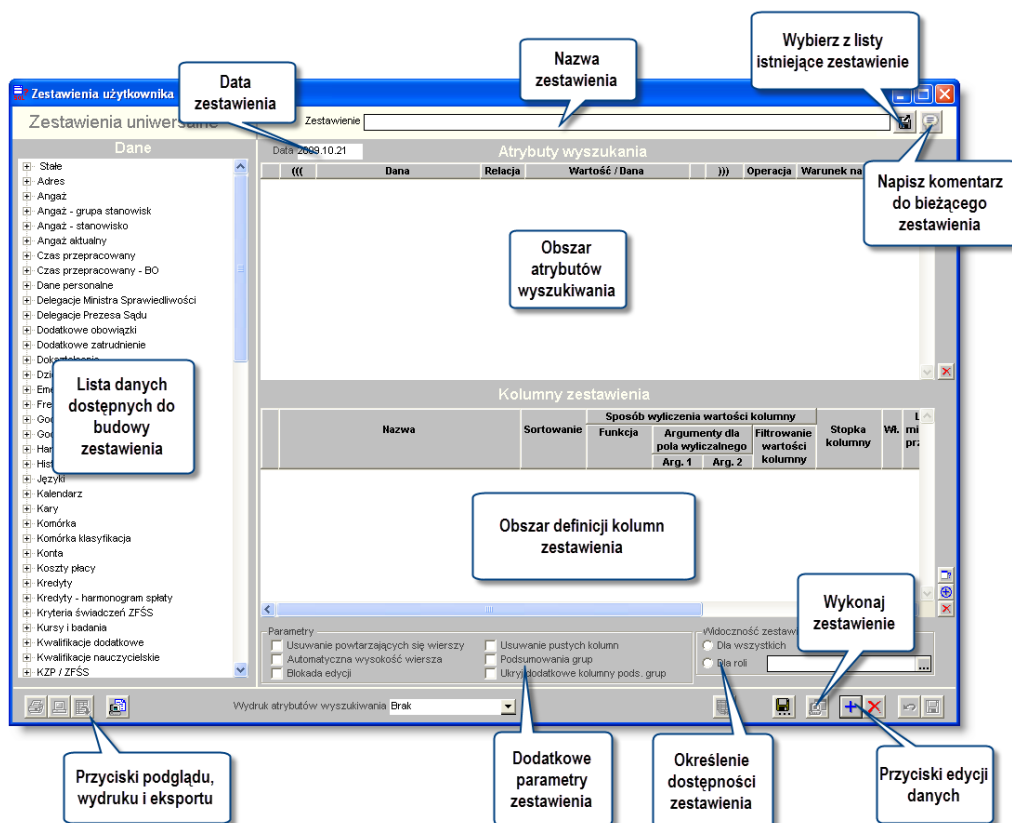 Wybierz z listy
istniejące zestawienie
Nazwa
zestawienia
Data
zestawienia
Zestawienia użytkownika
Zestawienia uniwersalne
Zestawienie
Napisz komentarz
do bieżącego
zestawienia
Dane
Data 2009.10.21
Atrybuty wyszukania
((( Dana Relacja Wartość / Dana ))) Operacja Warunek na
Stałe
Adres
Angaż
Angaż - grupa stanowisk
Angaż - stanowisko
Angaż aktualny
Czas przepracowany
Czas przepracowany - BO
Dane personalne
Delegacje Ministra Sprawiedliwości
Delegacje Prezesa Sądu
Dodatkowe obowiązki
Dodatkowe zatrudnienie
Języki
Kalendarz
Kary
Komórka
Komórka klasyfikacja
Konta
Koszty płacy
Kredyty
Kredyty - harmonogram spłaty
Kryteria świadczeń ZFŚS
Kursy i badania
Kwalifikacje dodatkowe
Kwalifikacje nauczycielskie
KZP / ZFŚS
Lista danych
dostępnych do
budowy
zestawienia
Obszar
atrybutów
wyszukiwania
Kolumny zestawienia
Nazwa Sortowanie Sposób wyliczenia wartości kolumny Stopka
kolumny Wł.
Funkcja Argumenty dla
pola wyliczalnego Filtrowanie
wartości
kolumny
Arg. 1 Arg. 2
Obszar definicji kolumn
zestawienia
Wykonaj
zestawienie
Parametry
Usuwanie powtarzających się wierszy
Automatyczna wysokość wiersza
Blokada edycji
Usuwanie pustych kolumn
Podsumowania grup
Ukryj dodatkowe kolumny pods. grup
Widoczność
Dla wszystkich
Dla roli
Wydruk atrybutów wyszukiwania Brak
Przyciski podglądu,
wydruku i eksportu
Dodatkowe
parametry
zestawienia
Określenie
dostępności
zestawienia
Przyciski edycji
danych